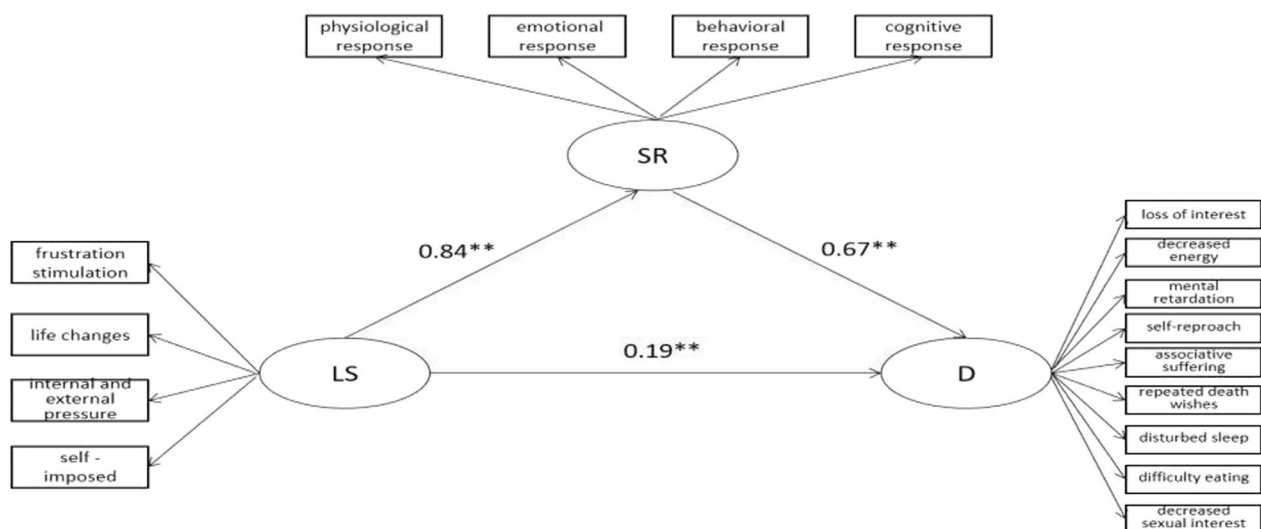 physiological
response
emotional
response
behavioral
response
cognitive
response
SR
0.84**
0.67**
frustration
stimulation
life changes
internal and
external
pressure
self -
imposed
LS
0.19**
D
loss of interest
decreased
energy
mental
retardation
self-reproach
associative
suffering
repeated death
wishes
disturbed sleep
difficulty eating
decreased
sexual interest